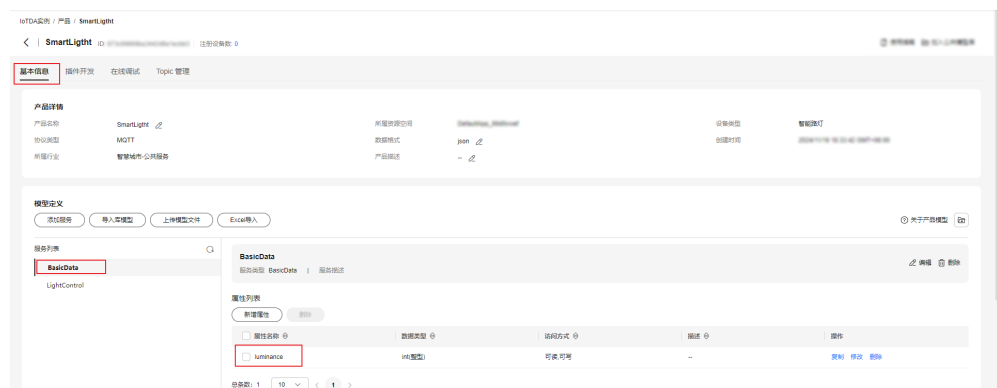 IoTDA实例 / 产品 / SmartLigtht
SmartLigtht ID: 注册设备数: 0
基本信息 插件开发 在线调试 Topic 管理
产品详情
产品名称 SmartLigtht 所属资源空间 设备类型 智能路灯
协议类型 MQTT 数据格式 json 创建时间
所属行业 智慧城市-公共服务 产品描述 --
模型定义
添加服务 导入库模型 上传模型文件 Excel导入 关于产品模型
服务列表
BasicData
LightControl
BasicData 编辑 删除
服务类型 BasicData | 服务描述
属性列表
新增属性 删除
属性名称 数据类型 访问方式 描述 操作
luminance int(整型) 可读,可写 -- 复制 修改 删除
总条数: 1 10 < 1 >